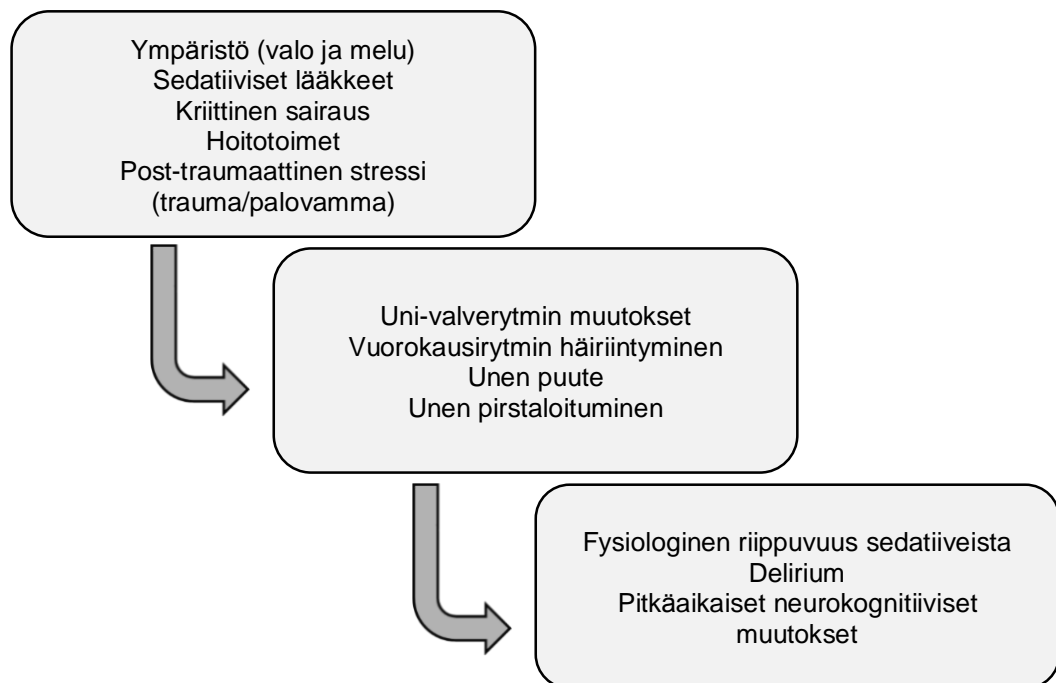 Ympäristö (valo ja melu)
Sedatiiviset lääkkeet
Kriittinen sairaus
Hoitotoimet
Post-traumaattinen stressi
(trauma/palovamma)
Uni-valverytmin muutokset
Vuorokausirytmin häiriintyminen
Unen puute
Unen pirstaloituminen
Fysiologinen riippuvuus sedatiiveista
Delirium
Pitkäaikaiset neurokognitiiviset
muutokset